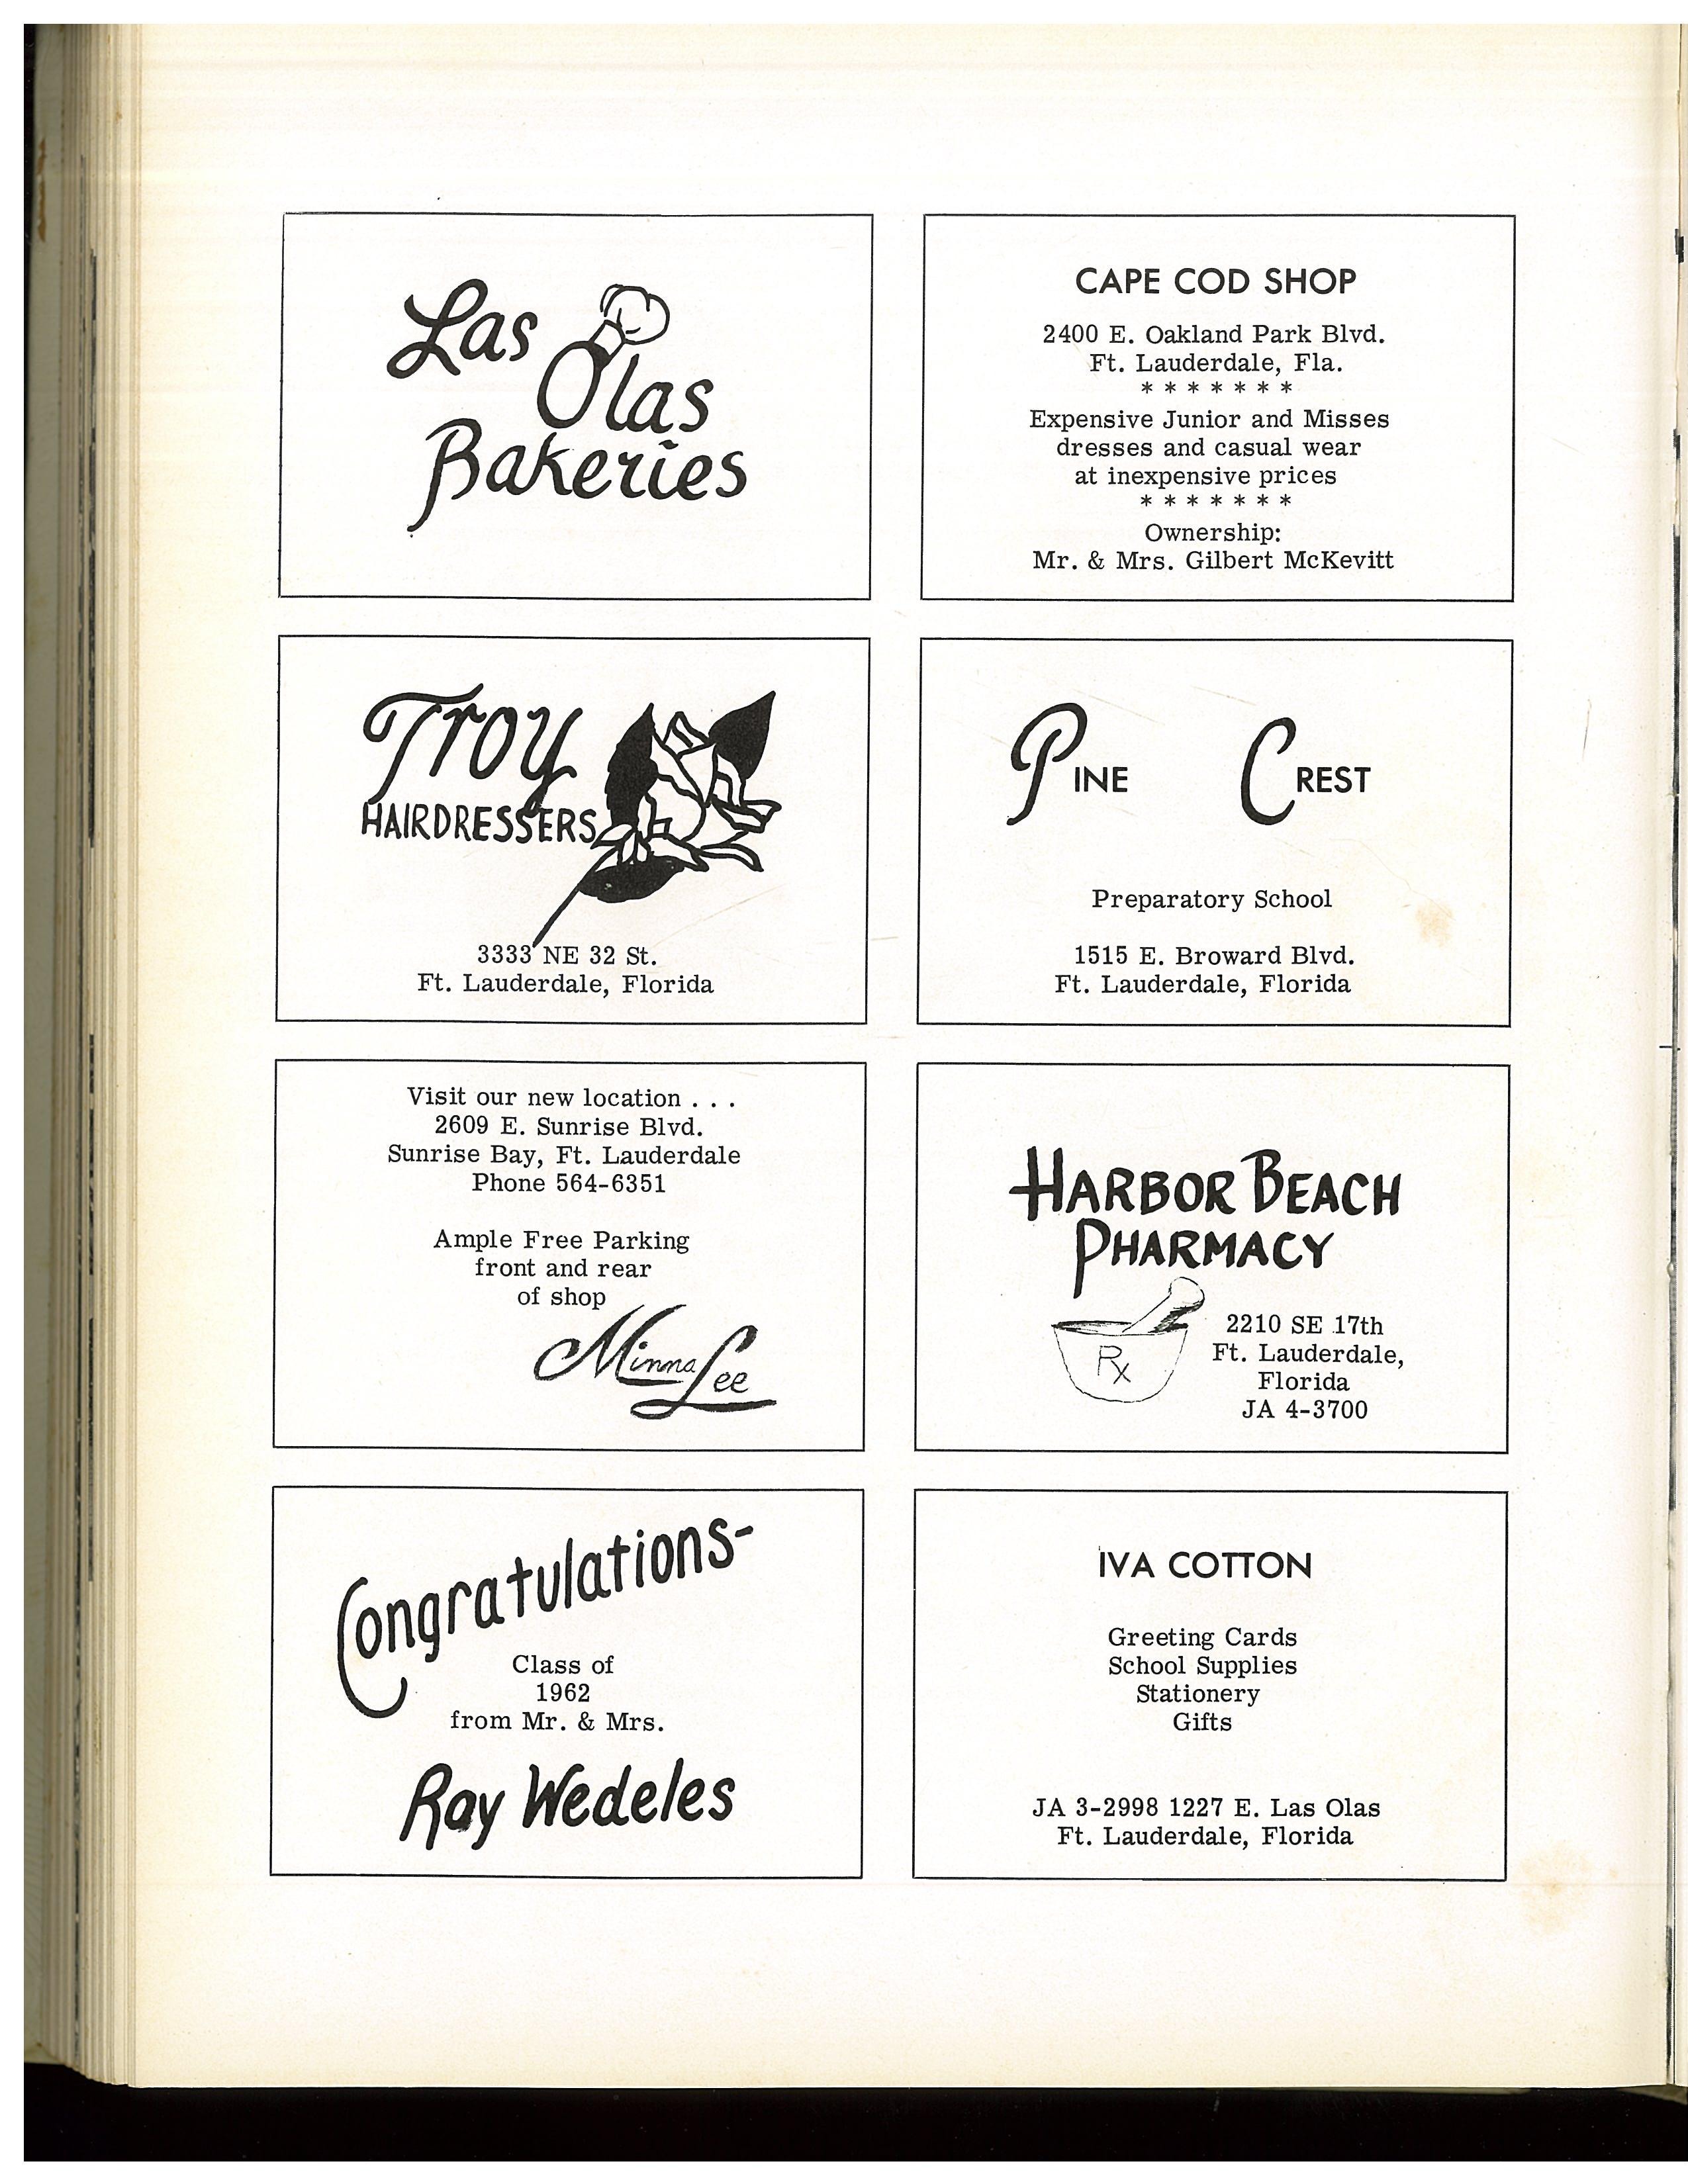 Las
Olas
Bakeries
CAPE COD SHOP
2400 E. Oakland Park Blvd.
Ft. Lauderdale, Fla.
* * * * * * *
Expensive Junior and Misses
dresses and casual wear
at inexpensive prices
* * * * * * *
Ownership:
Mr. & Mrs. Gilbert McKevitt
Troy
HAIRDRESSERS
3333 NE 32 St.
Ft. Lauderdale, Florida
PINE CREST
Preparatory School
1515 E. Broward Blvd.
Ft. Lauderdale, Florida
Visit our new location . . .
2609 E. Sunrise Blvd.
Sunrise Bay, Ft. Lauderdale
Phone 564-6351
Ample Free Parking
front and rear
of shop
Minna Lee
HARBOR BEACH
PHARMACY
Rx
2210 SE 17th
Ft. Lauderdale,
Florida
JA 4-3700
Congratulations-
Class of
1962
from Mr. & Mrs.
Ray Wedeles
IVA COTTON
Greeting Cards
School Supplies
Stationery
Gifts
JA 3-2998 1227 E. Las Olas
Ft. Lauderdale, Florida